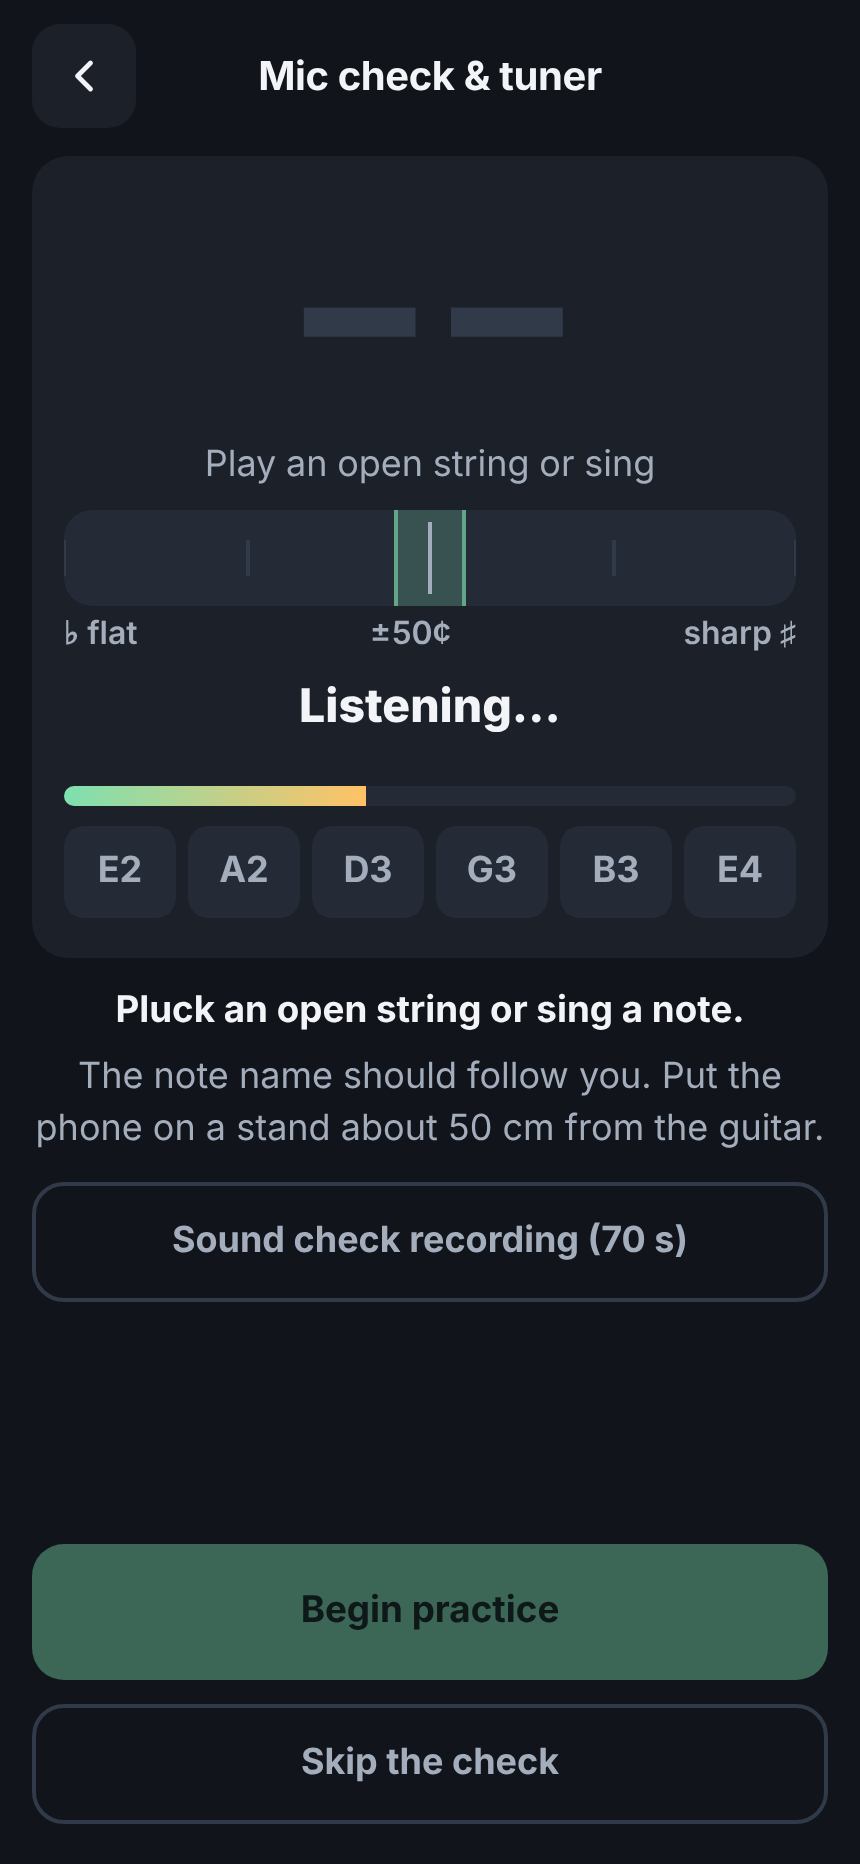 Mic check & tuner
--
Play an open string or sing
♭ flat ±50¢ sharp ♯
Listening...
E2 A2 D3 G3 B3 E4
Pluck an open string or sing a note.
The note name should follow you. Put the
phone on a stand about 50 cm from the guitar.
Sound check recording (70 s)
Begin practice
Skip the check